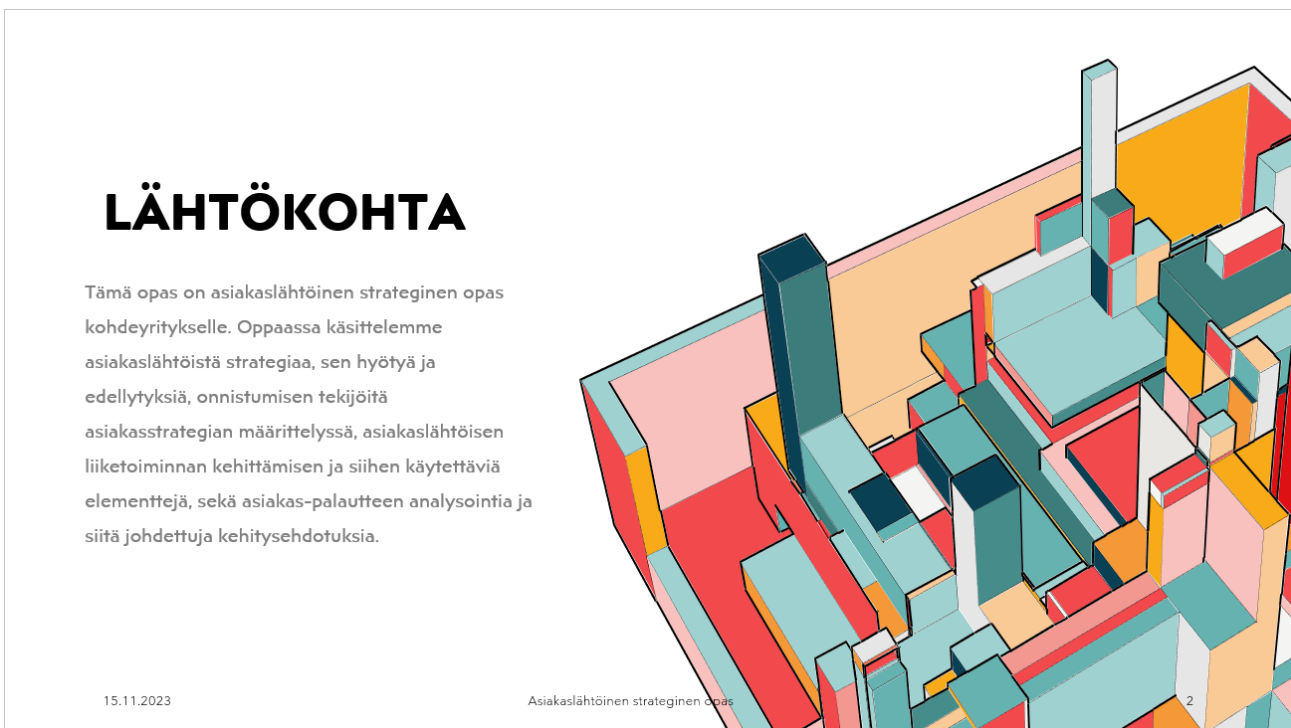 LÄHTÖKOHTA
Tämä opas on asiakaslähtöinen strateginen opas
kohdeyritykselle. Oppaassa käsittelemme
asiakaslähtöistä strategiaa, sen hyötyä ja
edellytyksiä, onnistumisen tekijöitä
asiakasstrategian määrittelyssä, asiakaslähtöisen
liiketoiminnan kehittämisen ja siihen käytettäviä
elementtejä, sekä asiakas-palautteen analysointia ja
siitä johdettuja kehitysehdotuksia.
15.11.2023
Asiakaslähtöinen strateginen opas
2